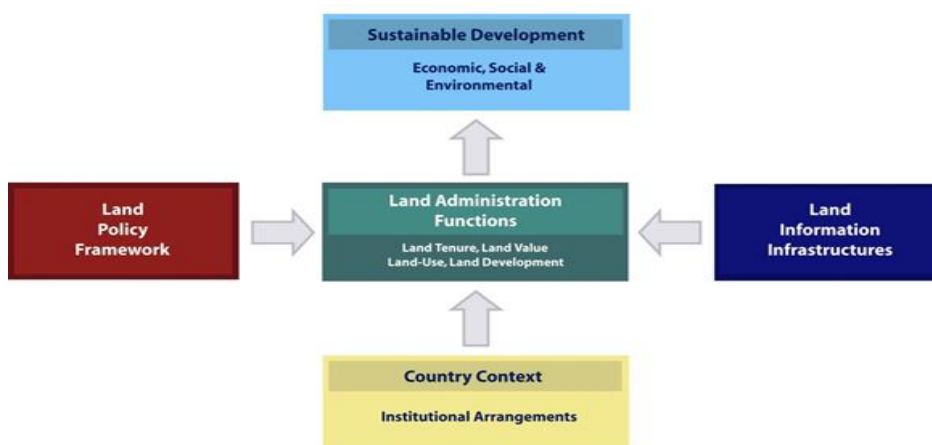 Sustainable Development
Economic, Social &
Environmental
Land
Policy
Framework
Land Administration
Functions
Land Tenure, Land Value
Land-Use, Land Development
Land
Information
Infrastructures
Country Context
Institutional Arrangements